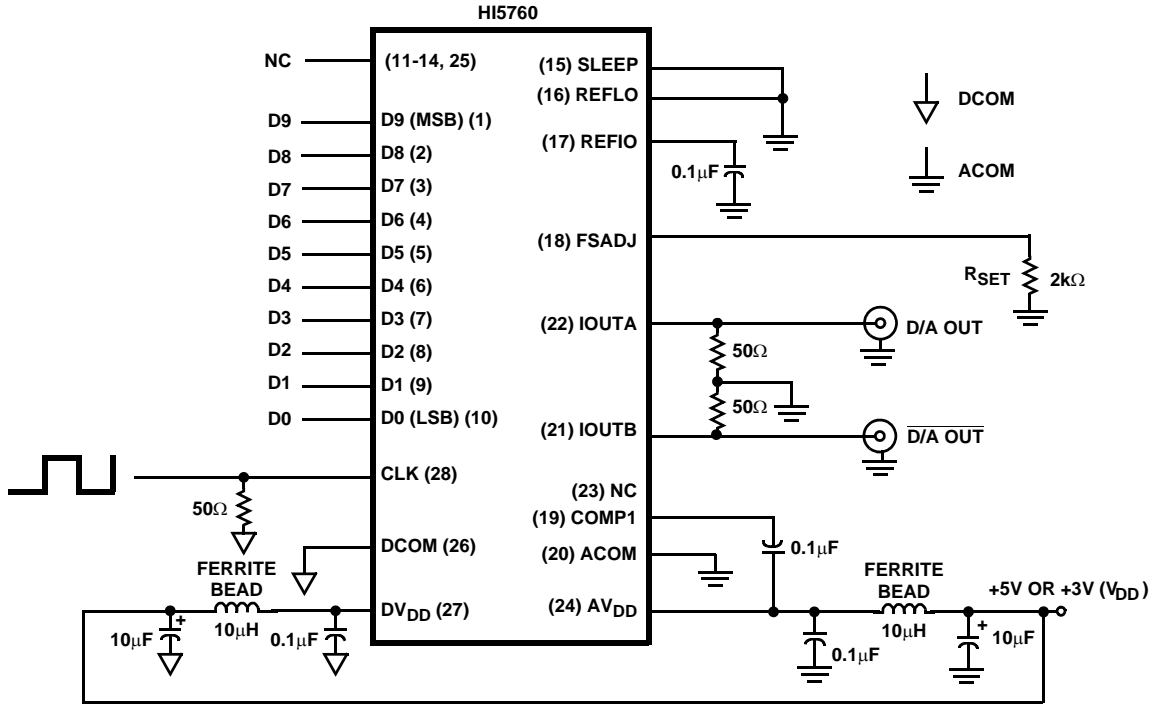 HI5760
NC
(11-14, 25)
D9
D9 (MSB) (1)
D8
D8 (2)
D7
D7 (3)
D6
D6 (4)
D5
D5 (5)
D4
D4 (6)
D3
D3 (7)
D2
D2 (8)
D1
D1 (9)
D0
D0 (LSB) (10)
CLK (28)
50Ω
DCOM (26)
FERRITE
BEAD
10μH
DVDD (27)
10μF
+
0.1μF
(15) SLEEP
(16) REFLO
(17) REFIO
0.1μF
(18) FSADJ
RSET
2kΩ
(22) IOUTA
50Ω
D/A OUT
50Ω
(21) IOUTB
D/A OUT
(23) NC
(19) COMP1
0.1μF
(20) ACOM
(24) AVDD
0.1μF
FERRITE
BEAD
10μH
+
10μF
+5V OR +3V (VDD)
DCOM
ACOM